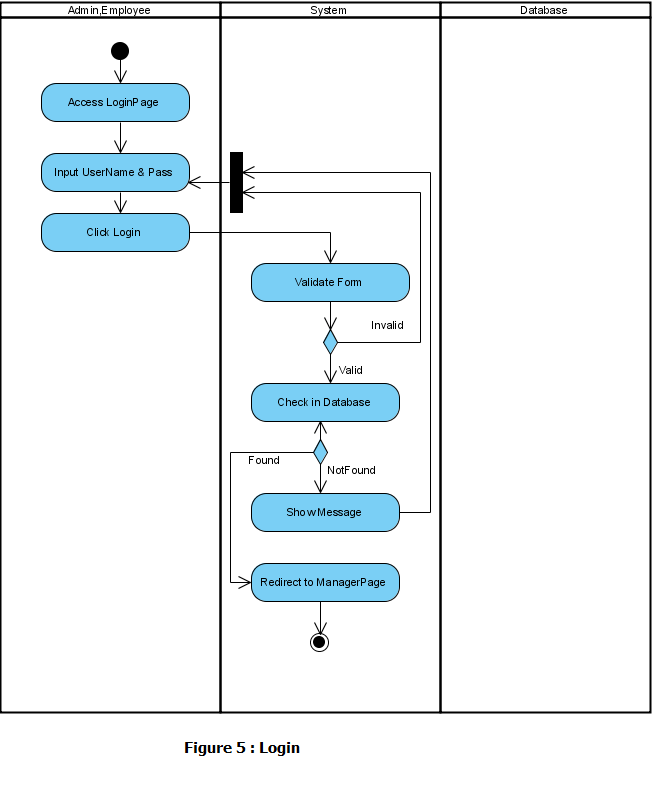 Admin,Employee
System
Database
Access LoginPage
Input UserName & Pass
Click Login
Validate Form
Invalid
Valid
Check in Database
Found
NotFound
ShowMessage
Redirect to ManagerPage
Figure 5 : Login